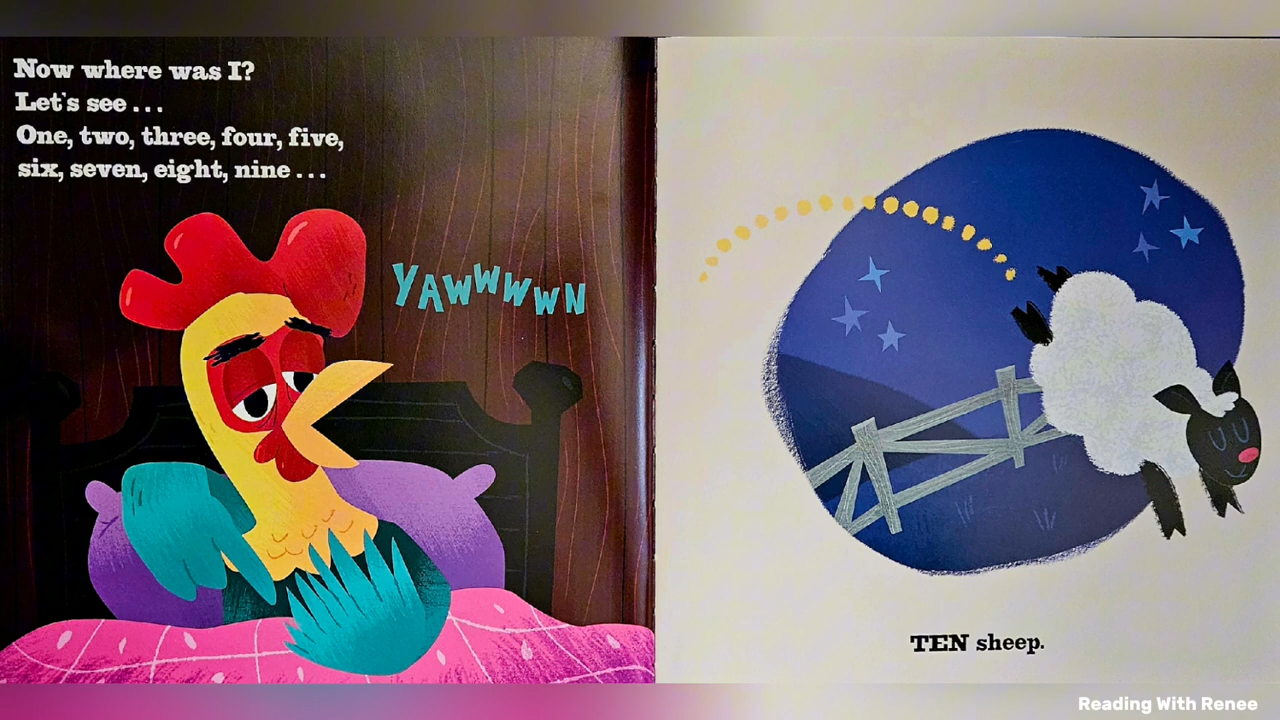 Now where was I?
Let's see...
One, two, three, four, five,
six, seven, eight, nine...
YAWWWWN
TEN sheep.
Reading With Renee